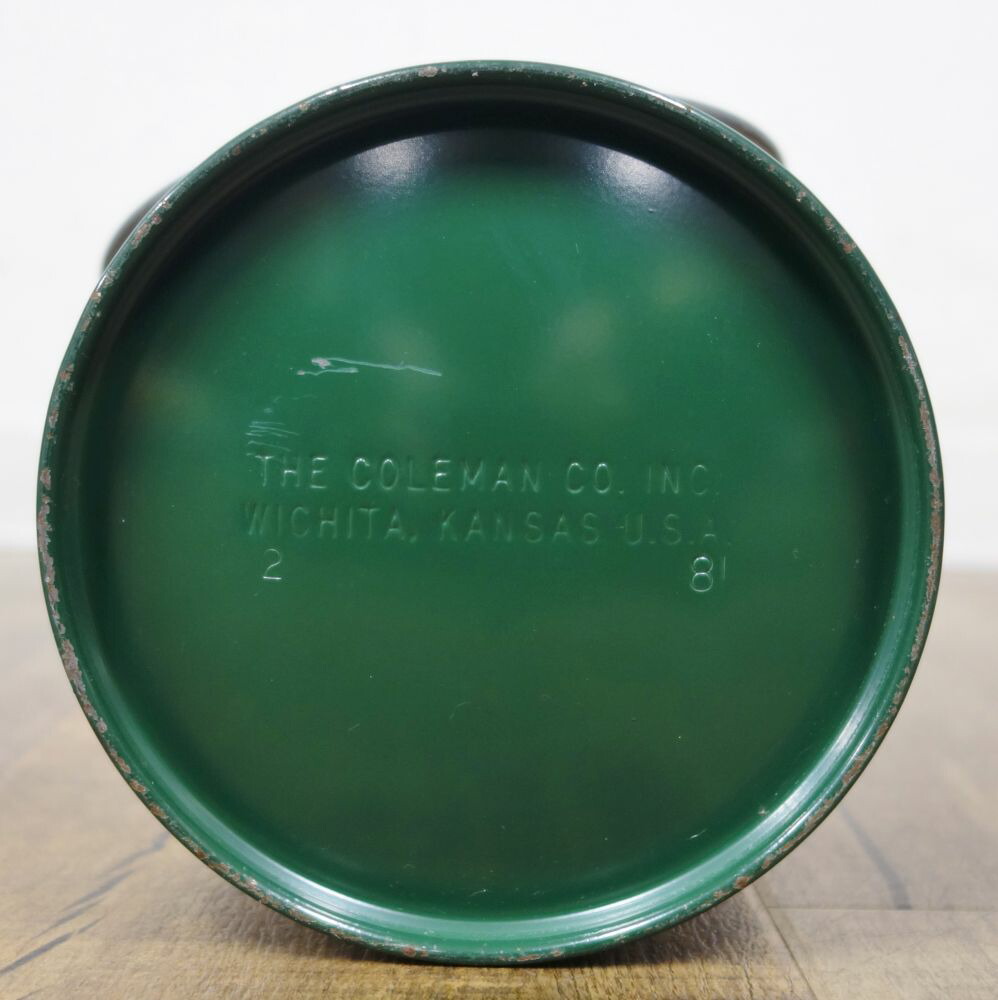 THE COLEMAN CO. INC.
WICHITA, KANSAS U.S.A.
2 81